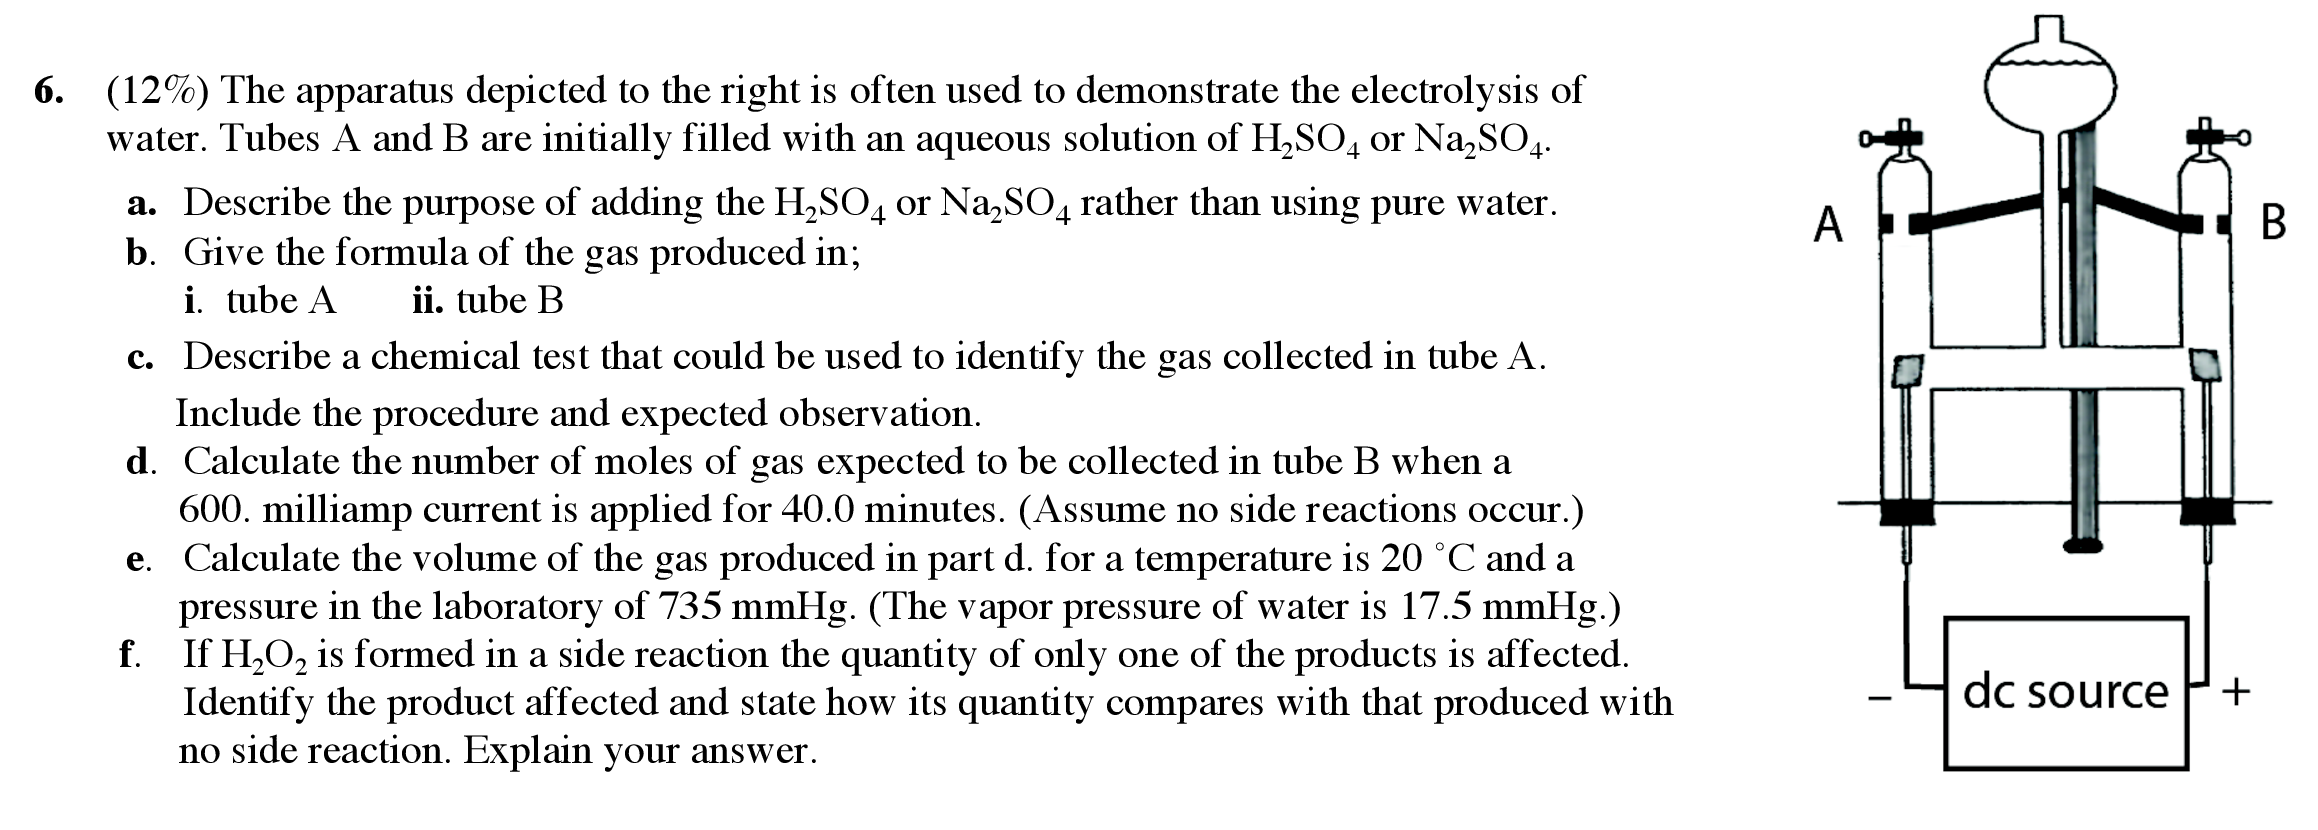 6. (12%) The apparatus depicted to the right is often used to demonstrate the electrolysis of
water. Tubes A and B are initially filled with an aqueous solution of H₂SO₄ or Na₂SO₄.
a. Describe the purpose of adding the H₂SO₄ or Na₂SO₄ rather than using pure water.
b. Give the formula of the gas produced in;
i. tube A ii. tube B
c. Describe a chemical test that could be used to identify the gas collected in tube A.
Include the procedure and expected observation.
d. Calculate the number of moles of gas expected to be collected in tube B when a
600. milliamp current is applied for 40.0 minutes. (Assume no side reactions occur.)
e. Calculate the volume of the gas produced in part d. for a temperature is 20 ˚C and a
pressure in the laboratory of 735 mmHg. (The vapor pressure of water is 17.5 mmHg.)
f. If H₂O₂ is formed in a side reaction the quantity of only one of the products is affected.
Identify the product affected and state how its quantity compares with that produced with
no side reaction. Explain your answer.
A B
– dc source +